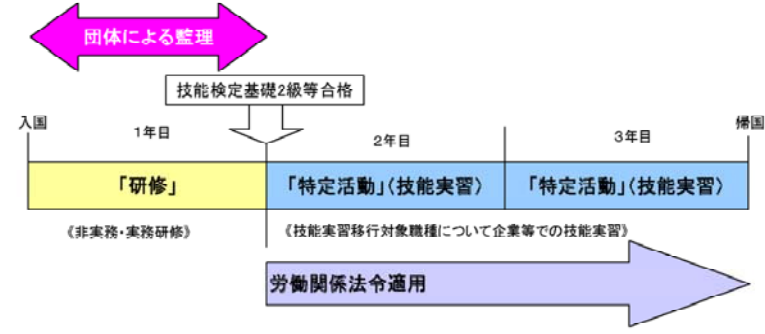 団体による監理
技能検定基礎2級等合格
入国
1年目
2年目
3年目
帰国
「研修」
「特定活動」(技能実習)
「特定活動」(技能実習)
《非実務・実務研修》
《技能実習移行対象職種について企業等での技能実習》
労働関係法令適用